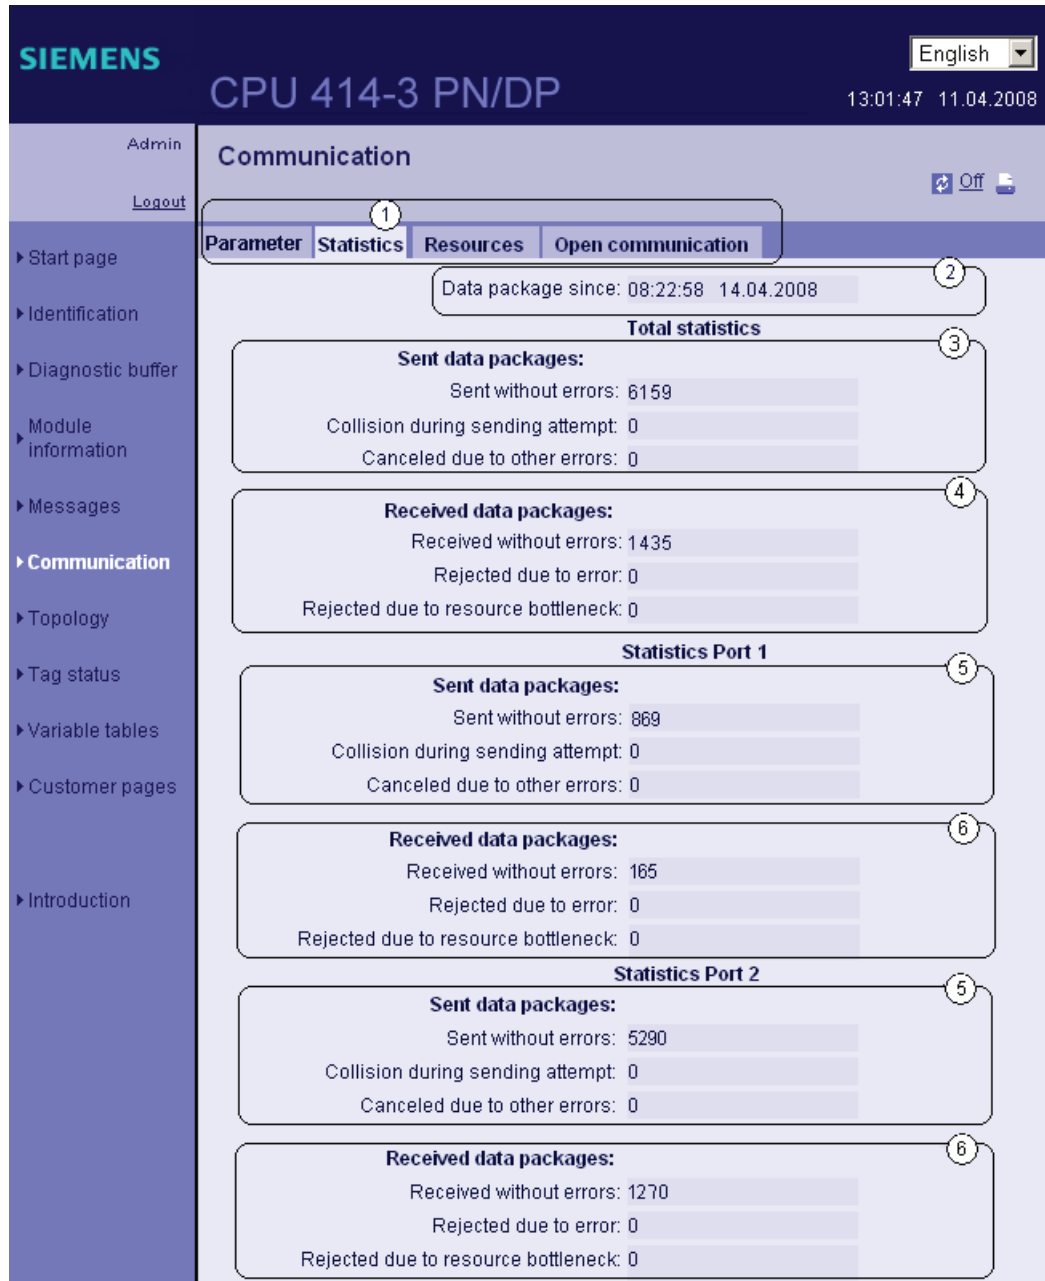 SIEMENS
English
CPU 414-3 PN/DP
13:01:47 11.04.2008
Admin
Logout
Communication
Off
1
Parameter Statistics Resources Open communication
Start page
Identification
Diagnostic buffer
Module
information
Messages
Communication
Topology
Tag status
Variable tables
Customer pages
Introduction
2
Data package since: 08:22:58 14.04.2008
Total statistics
3
Sent data packages:
Sent without errors: 6159
Collision during sending attempt: 0
Canceled due to other errors: 0
4
Received data packages:
Received without errors: 1435
Rejected due to error: 0
Rejected due to resource bottleneck: 0
Statistics Port 1
5
Sent data packages:
Sent without errors: 869
Collision during sending attempt: 0
Canceled due to other errors: 0
6
Received data packages:
Received without errors: 165
Rejected due to error: 0
Rejected due to resource bottleneck: 0
Statistics Port 2
5
Sent data packages:
Sent without errors: 5290
Collision during sending attempt: 0
Canceled due to other errors: 0
6
Received data packages:
Received without errors: 1270
Rejected due to error: 0
Rejected due to resource bottleneck: 0